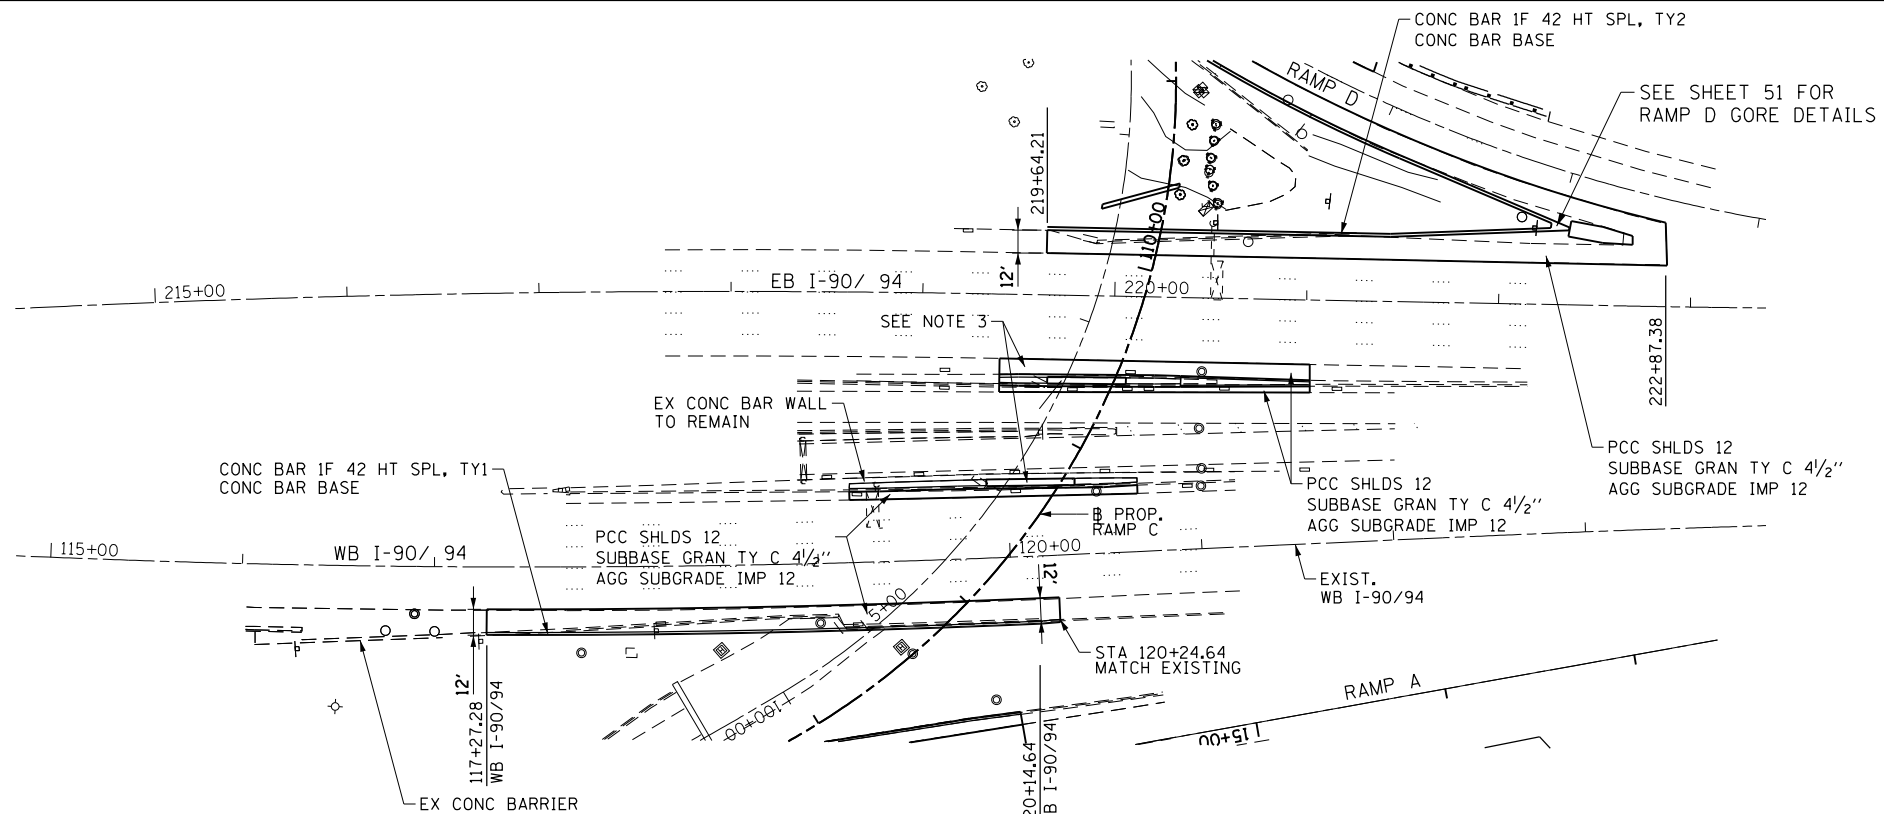 CONC BAR 1F 42 HT SPL, TY2
CONC BAR BASE
RAMP D
SEE SHEET 51 FOR
RAMP D GORE DETAILS
219+64.21
12'
110+00
215+00
EB I-90/ 94
220+00
SEE NOTE 3
222+87.38
EX CONC BAR WALL
TO REMAIN
PCC SHLDS 12
SUBBASE GRAN TY C 4½''
AGG SUBGRADE IMP 12
CONC BAR 1F 42 HT SPL, TY1
CONC BAR BASE
PCC SHLDS 12
SUBBASE GRAN TY C 4½''
AGG SUBGRADE IMP 12
PROP.
RAMP C
PCC SHLDS 12
SUBBASE GRAN TY C 4½''
AGG SUBGRADE IMP 12
115+00
WB I-90/ 94
120+00
12'
EXIST.
WB I-90/94
5+00
STA 120+24.64
MATCH EXISTING
12'
117+27.28
WB I-90/94
100+00
RAMP A
115+00
20+14.64
B I-90/94
EX CONC BARRIER